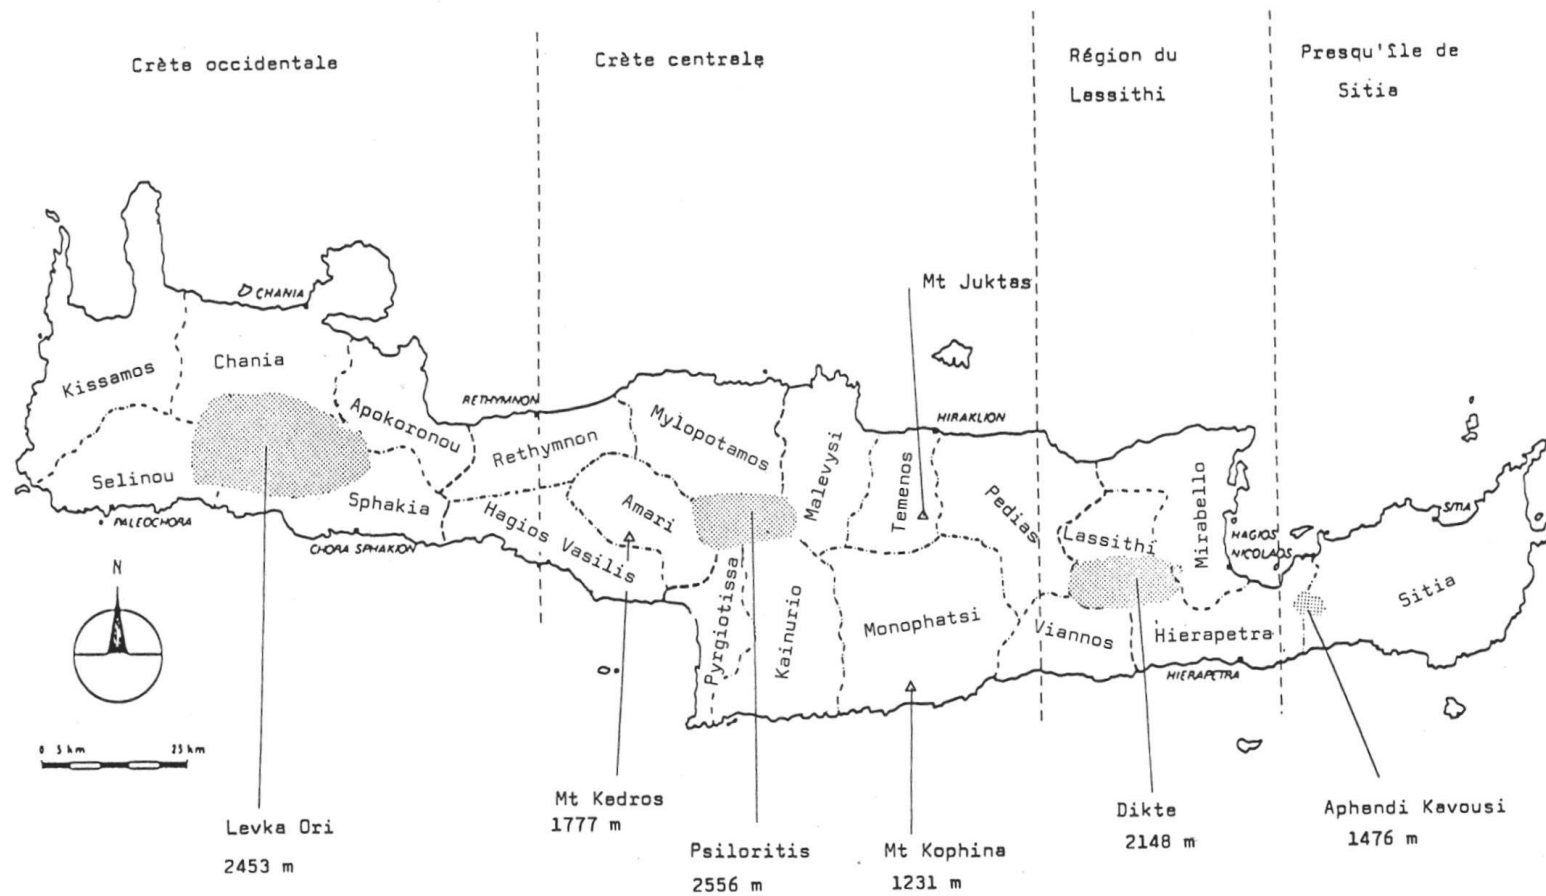 Crète occidentale
Crète centrale
Région du
Lassithi
Presqu'île de
Sitia
Mt Juktas
CHANIA
Kissamos
Chania
Apokoronou
Selinou
Sphakia
PALEOCHORA
CHORA SPHAKION
RETHYMNON
Rethymnon
Mylopotamos
Amari
Hagios Vasilis
Malevysi
Temenos
HIRAKLION
Pedias
Pyrgiotissa
Kainurio
Monophatsi
Lassithi
Mirabello
Viannos
Hierapetra
HIERAPETRA
HAGIOS
NICOLAOS
SITIA
Sitia
N
0 5 km 25 km
Levka Ori
2453 m
Mt Kedros
1777 m
Psiloritis
2556 m
Mt Kophina
1231 m
Dikte
2148 m
Aphendi Kavousi
1476 m